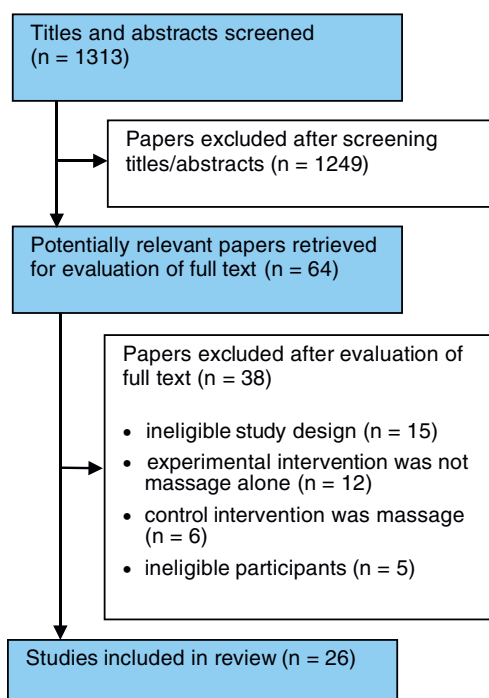 Titles and abstracts screened
(n = 1313)
Papers excluded after screening
titles/abstracts (n = 1249)
Potentially relevant papers retrieved
for evaluation of full text (n = 64)
Papers excluded after evaluation of
full text (n = 38)
• ineligible study design (n = 15)
• experimental intervention was not
massage alone (n = 12)
• control intervention was massage
(n = 6)
• ineligible participants (n = 5)
Studies included in review (n = 26)